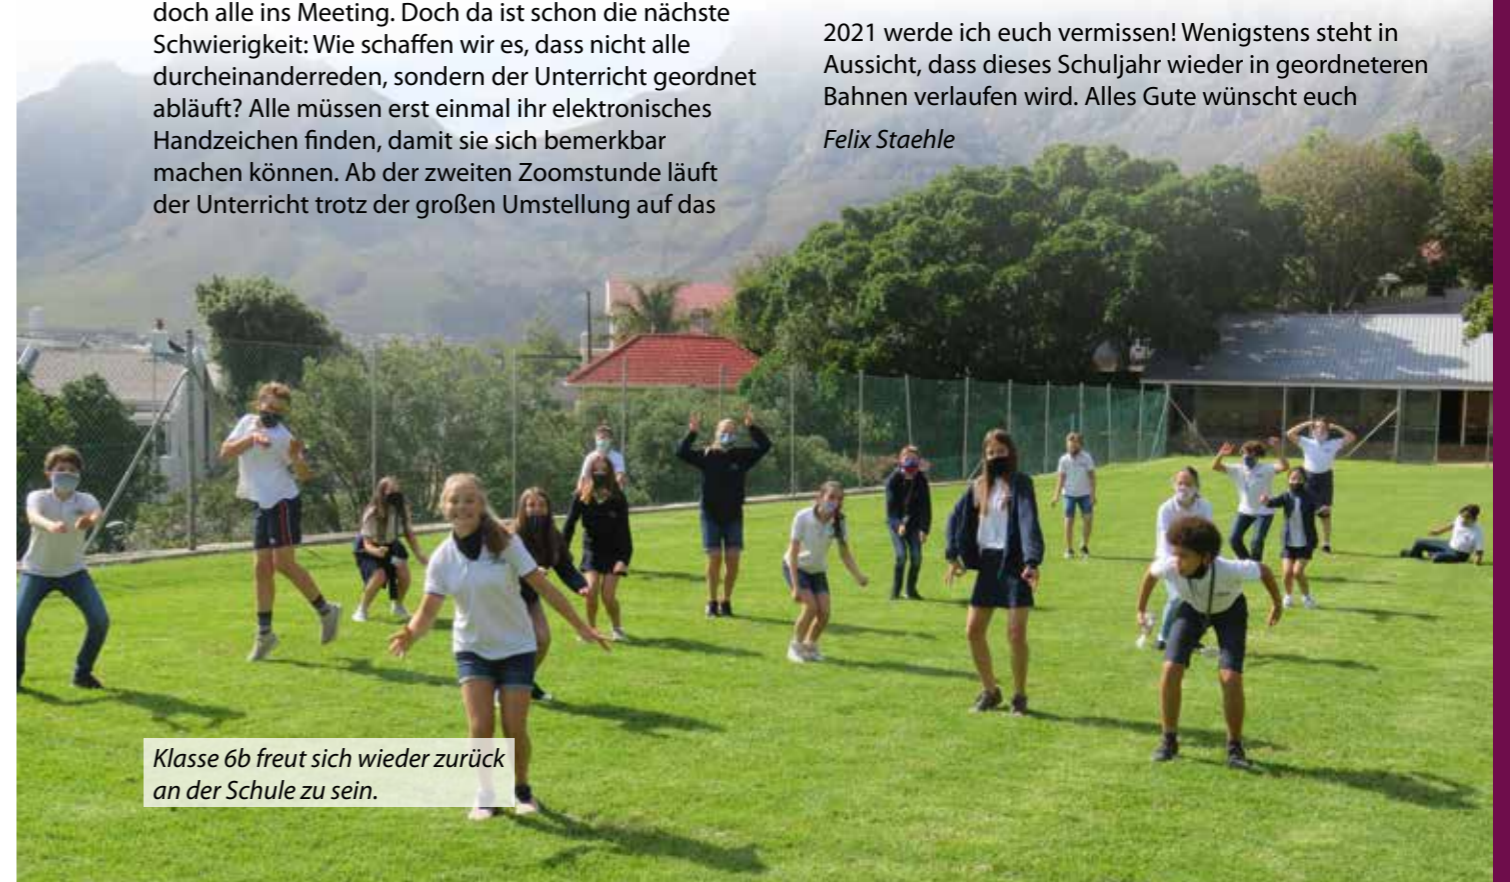 doch alle ins Meeting. Doch da ist schon die nächste
Schwierigkeit: Wie schaffen wir es, dass nicht alle
durcheinanderreden, sondern der Unterricht geordnet
abläuft? Alle müssen erst einmal ihr elektronisches
Handzeichen finden, damit sie sich bemerkbar
machen können. Ab der zweiten Zoomstunde läuft
der Unterricht trotz der großen Umstellung auf das
2021 werde ich euch vermissen! Wenigstens steht in
Aussicht, dass dieses Schuljahr wieder in geordneteren
Bahnen verlaufen wird. Alles Gute wünscht euch
Felix Staehle
Klasse 6b freut sich wieder zurück
an der Schule zu sein.